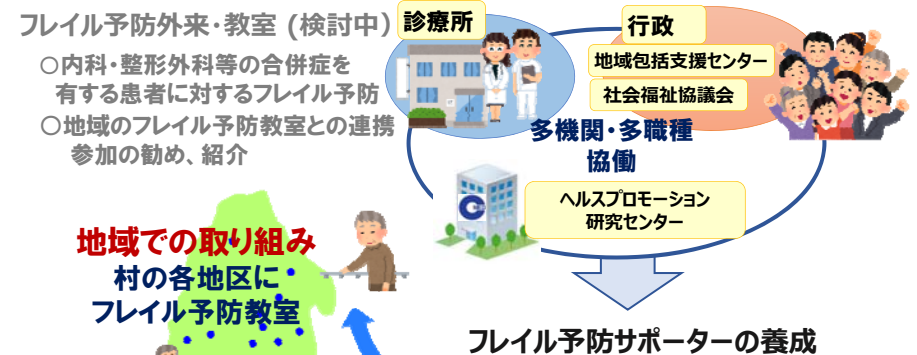 フレイル予防外来・教室 (検討中)
○内科・整形外科等の合併症を
有する患者に対するフレイル予防
○地域のフレイル予防教室との連携
参加の勧め、紹介
診療所
行政
地域包括支援センター
社会福祉協議会
多機関・多職種
協働
ヘルスプロモーション
研究センター
地域での取り組み
村の各地区に
フレイル予防教室
フレイル予防サポーターの養成